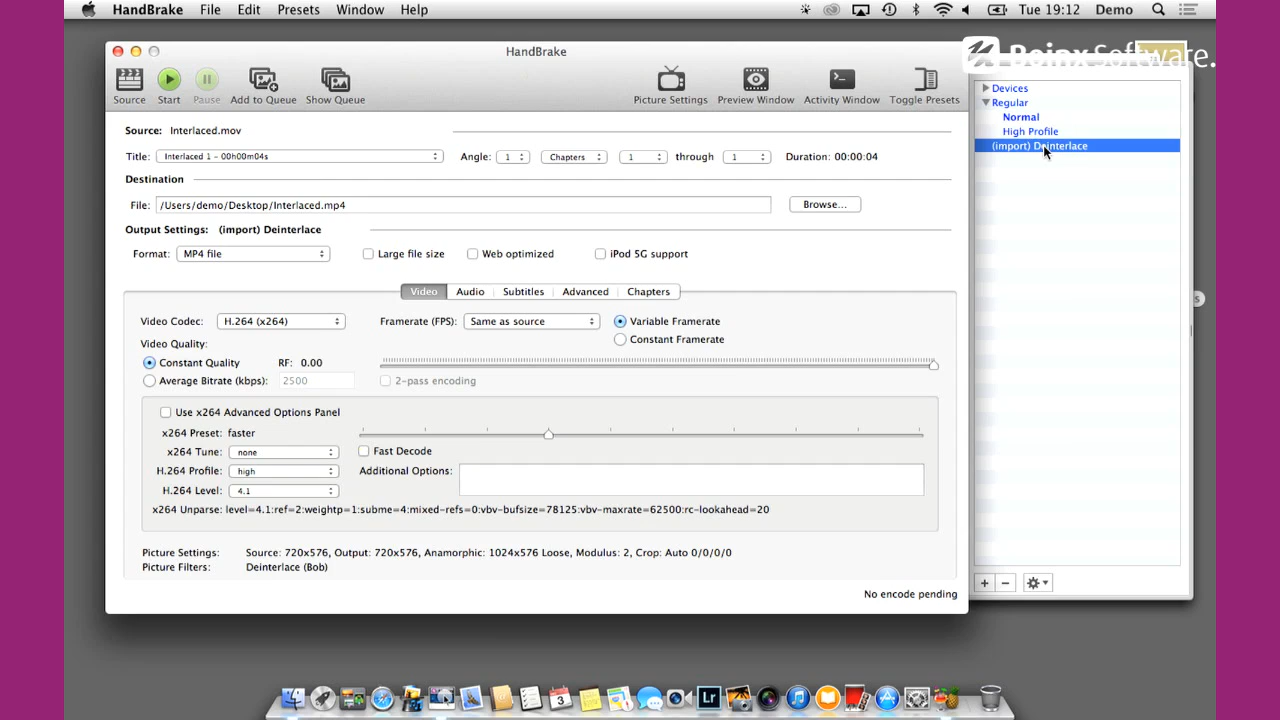 HandBrake File Edit Presets Window Help Tue 19:12 Demo
HandBrake
Boinx Software.
Source Start Pause Add to Queue Show Queue Picture Settings Preview Window Activity Window Toggle Presets
Devices
Regular
Normal
High Profile
(import) Deinterlace
Source: Interlaced.mov
Title: Interlaced 1 - 00h00m04s Angle: 1 Chapters 1 through 1 Duration: 00:00:04
Destination
File: /Users/demo/Desktop/Interlaced.mp4 Browse...
Output Settings: (import) Deinterlace
Format: MP4 file Large file size Web optimized iPod 5G support
Video Audio Subtitles Advanced Chapters
Video Codec: H.264 (x264) Framerate (FPS): Same as source Variable Framerate
Constant Framerate
Video Quality:
Constant Quality RF: 0.00
Average Bitrate (kbps): 2500 2-pass encoding
Use x264 Advanced Options Panel
x264 Preset: faster
x264 Tune: none Fast Decode
H.264 Profile: high Additional Options:
H.264 Level: 4.1
x264 Unparse: level=4.1:ref=2:weightp=1:subme=4:mixed-refs=0:vbv-bufsize=78125:vbv-maxrate=62500:rc-lookahead=20
Picture Settings: Source: 720x576, Output: 720x576, Anamorphic: 1024x576 Loose, Modulus: 2, Crop: Auto 0/0/0/0
Picture Filters: Deinterlace (Bob)
No encode pending
Lr